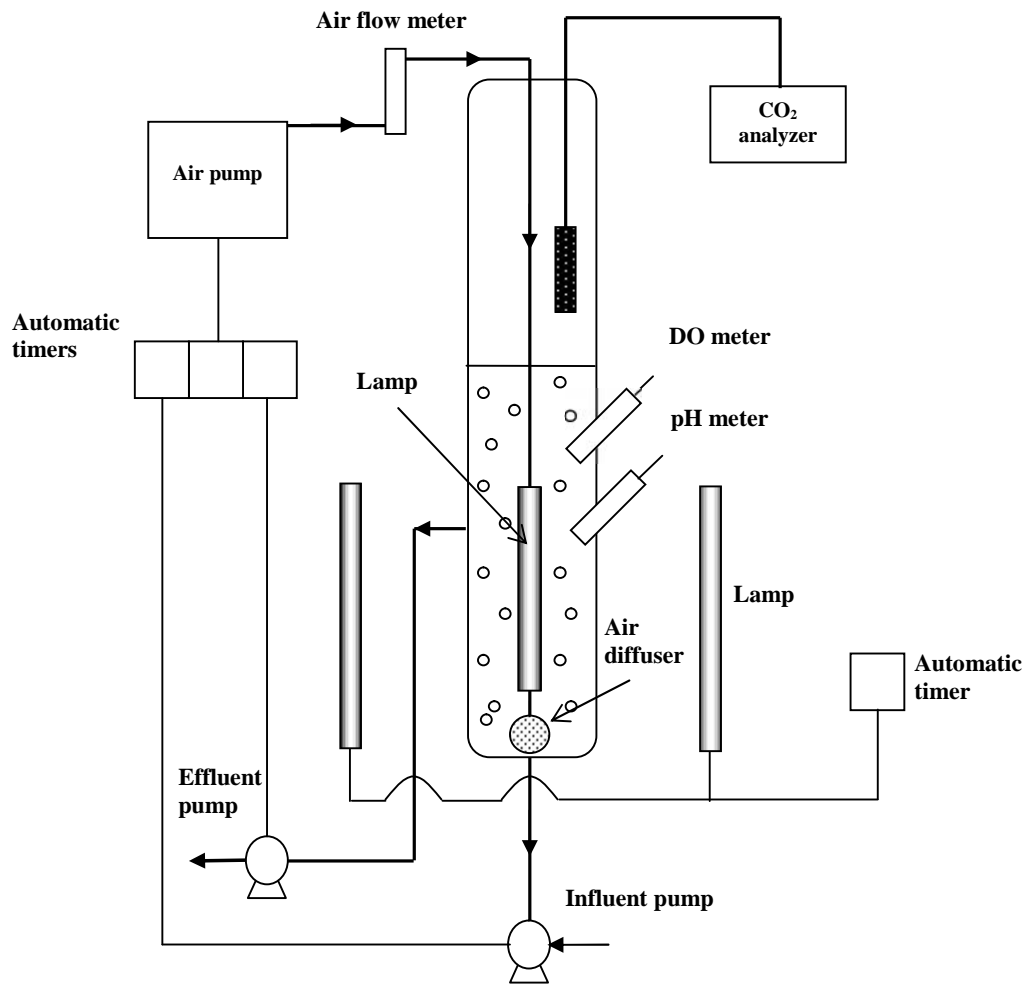 Air flow meter
CO₂
analyzer
Air pump
Automatic
timers
DO meter
Lamp
pH meter
Lamp
Air
diffuser
Automatic
timer
Effluent
pump
Influent pump